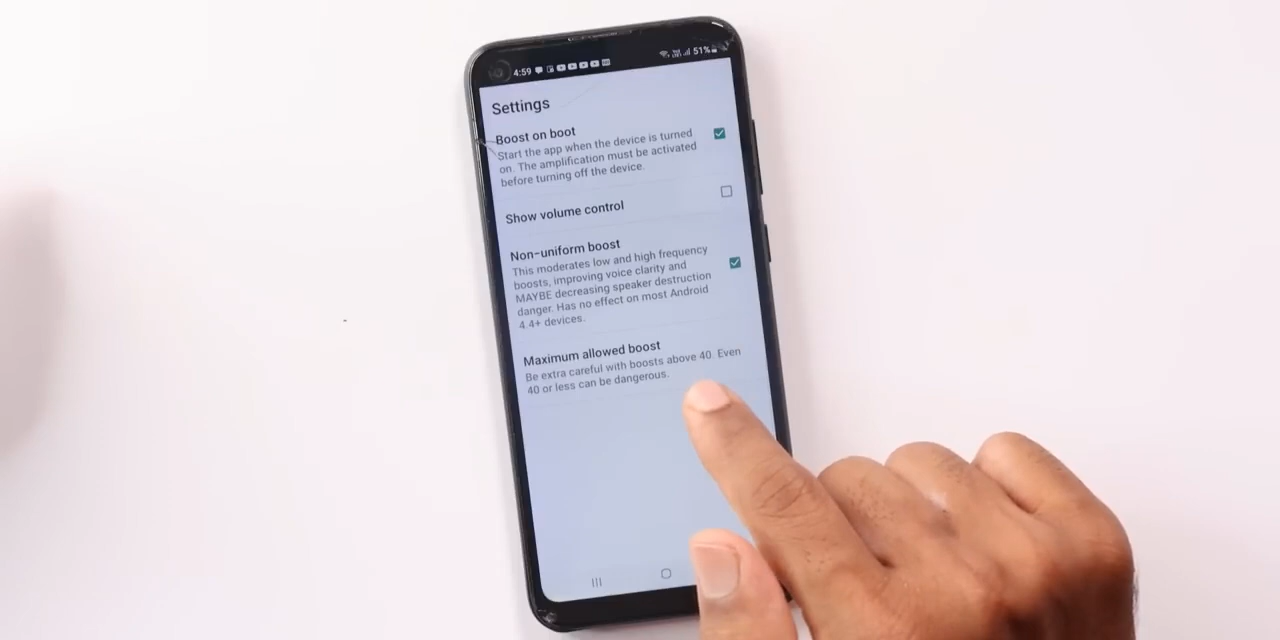 4:59
51%
Settings
Boost on boot
Start the app when the device is turned
on. The amplification must be activated
before turning off the device.
Show volume control
Non-uniform boost
This moderates low and high frequency
boosts, improving voice clarity and
MAYBE decreasing speaker destruction
danger. Has no effect on most Android
4.4+ devices.
Maximum allowed boost
Be extra careful with boosts above 40. Even
40 or less can be dangerous.